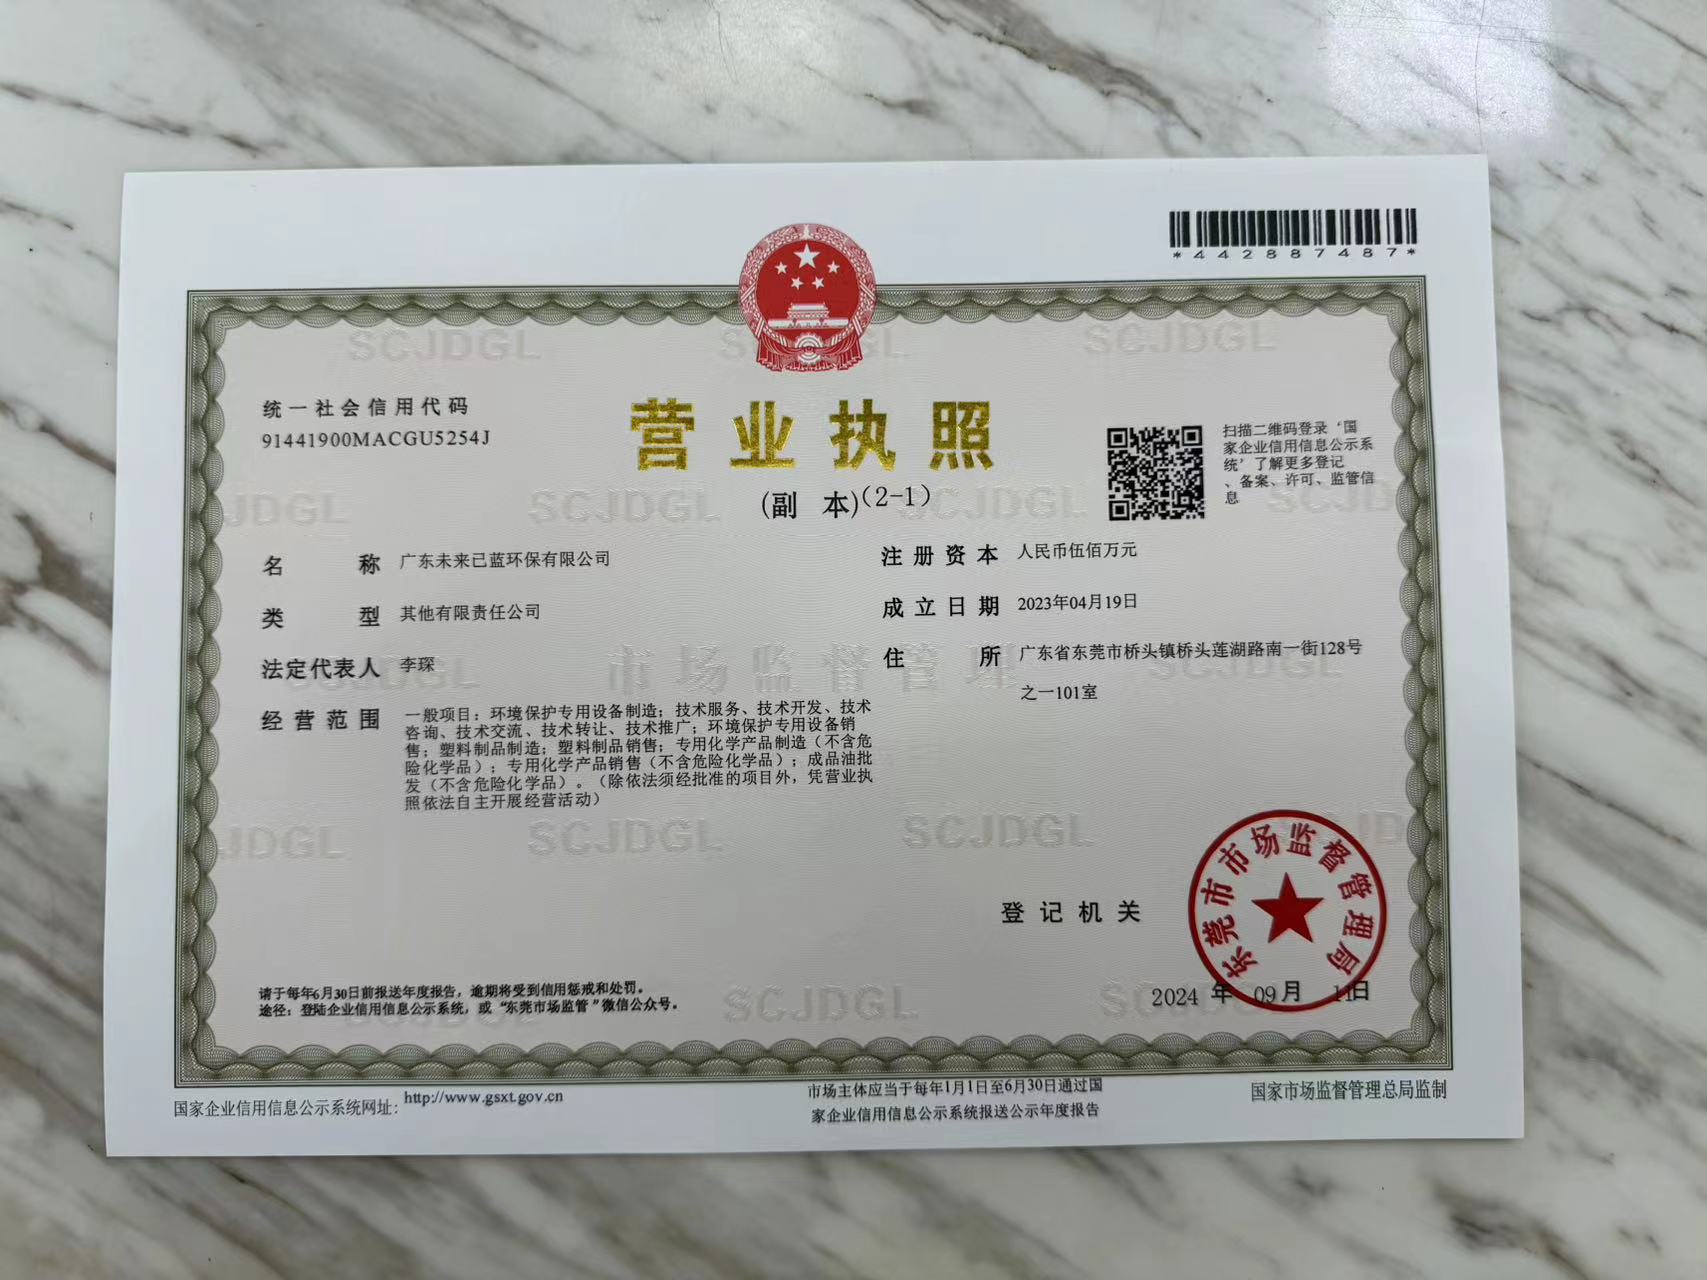 *442887487*
统一社会信用代码
91441900MACGU5254J
营业执照
(副 本)(2-1)
扫描二维码登录‘国
家企业信用信息公示系
统’了解更多登记
、备案、许可、监管信
息
名 称 广东未来已蓝环保有限公司
类 型 其他有限责任公司
法定代表人 李琛
经营范围 一般项目：环境保护专用设备制造；技术服务、技术开发、技术
咨询、技术交流、技术转让、技术推广；环境保护专用设备销
售；塑料制品制造；塑料制品销售；专用化学产品制造（不含危
险化学品）；专用化学产品销售（不含危险化学品）；成品油批
发（不含危险化学品）。（除依法须经批准的项目外，凭营业执
照依法自主开展经营活动）
注册资本 人民币伍佰万元
成立日期 2023年04月19日
住 所 广东省东莞市桥头镇桥头莲湖路南一街128号
之一101室
登记机关
东莞市市场监督管理局
2024 年 09 月 11 日
请于每年6月30日前报送年度报告，逾期将受到信用惩戒和处罚。
途径：登陆企业信用信息公示系统，或“东莞市场监管”微信公众号。
国家企业信用信息公示系统网址：http://www.gsxt.gov.cn
市场主体应当于每年1月1日至6月30日通过国
家企业信用信息公示系统报送公示年度报告
国家市场监督管理总局监制
SCJDGL
SCJDGL
SCJDGL
SCJDGL
SCJDGL
市场监督管理
SCJDGL
SCJDGL
SCJDGL